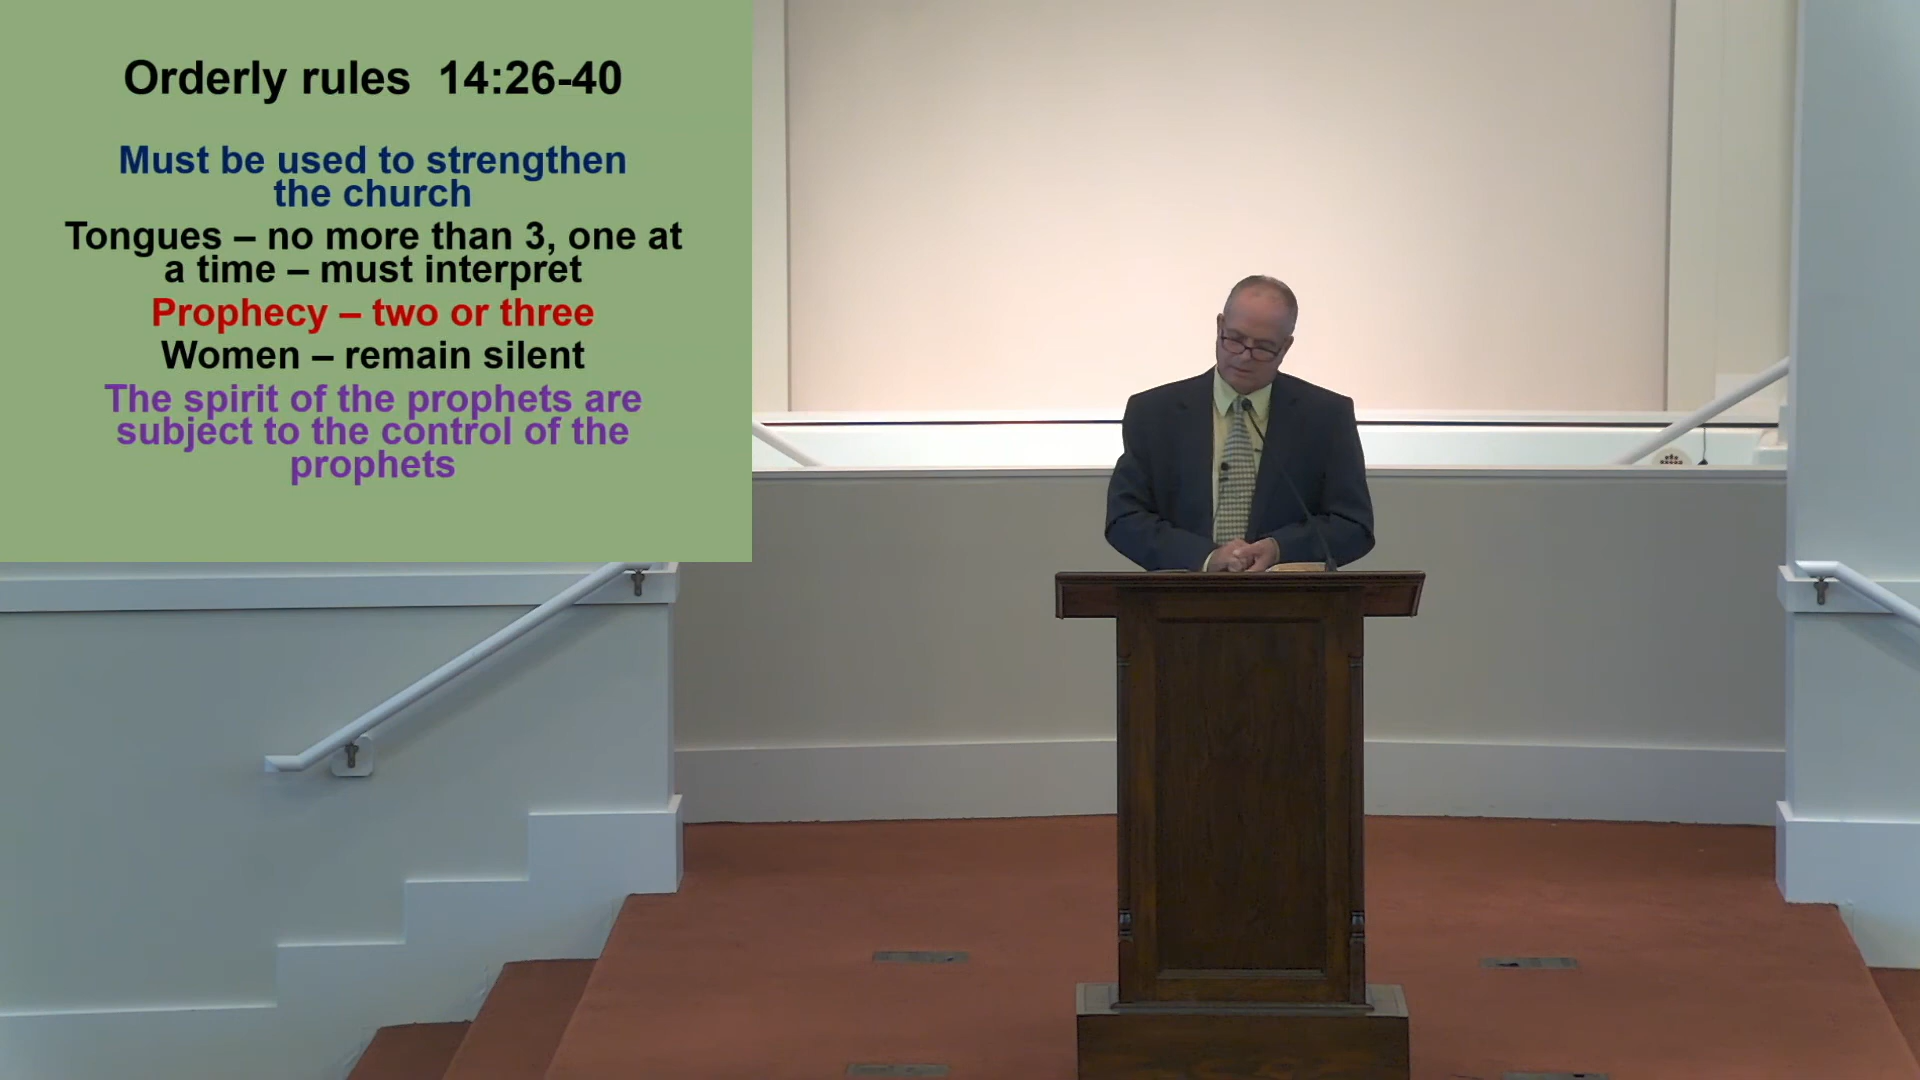 Orderly rules 14:26-40
Must be used to strengthen
the church
Tongues – no more than 3, one at
a time – must interpret
Prophecy – two or three
Women – remain silent
The spirit of the prophets are
subject to the control of the
prophets